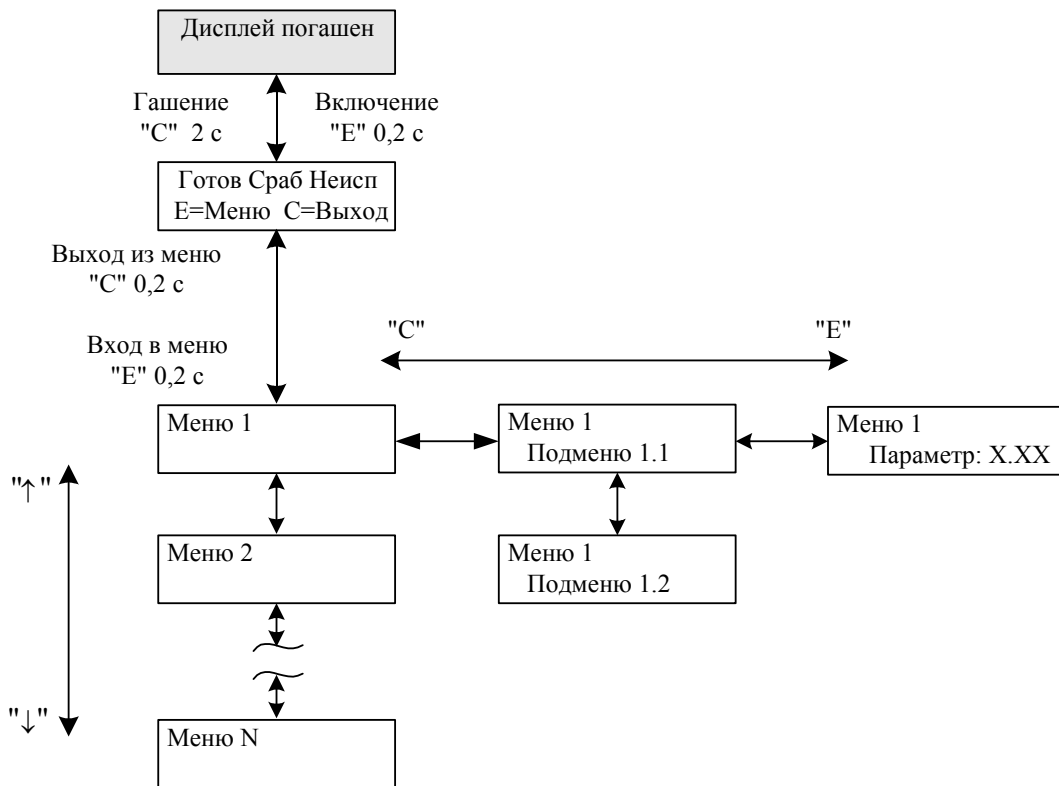 Дисплей погашен
Гашение
"С" 2 с
Включение
"Е" 0,2 с
Готов Сраб Неисп
Е=Меню С=Выход
Выход из меню
"С" 0,2 с
Вход в меню
"Е" 0,2 с
"С"
"Е"
Меню 1
Меню 1
Подменю 1.1
Меню 1
Параметр: Х.ХХ
"↑"
Меню 2
Меню 1
Подменю 1.2
"↓"
Меню N